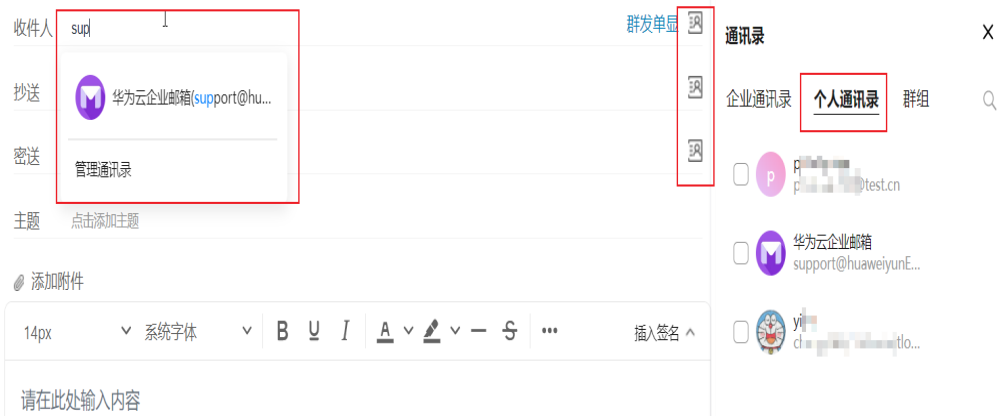 收件人 sup 群发单显
华为云企业邮箱(support@hu...
抄送
密送
管理通讯录
主题 点击添加主题
添加附件
14px 系统字体 B U I A S ••• 插入签名
请在此处输入内容
通讯录 X
企业通讯录 个人通讯录 群组
p
p
@test.cn
华为云企业邮箱
support@huaweiyunE...
yi
c
tlo...